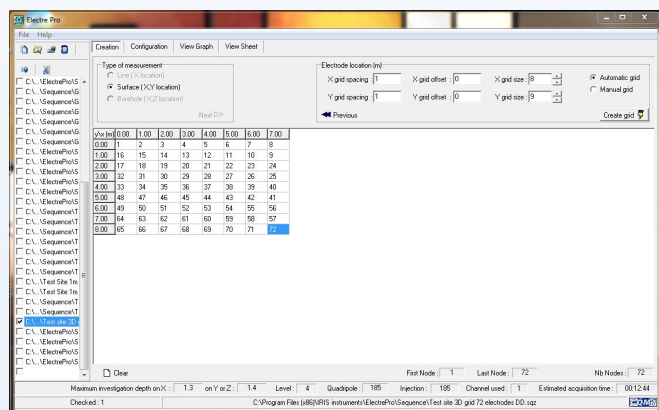 Electre Pro
File Help
Creation Configuration View Graph View Sheet
Type of measurement
Line (X location)
Surface (X,Y location)
Borehole (X,Z location)
Next >>
Electrode location (m)
X grid spacing : 1 X grid offset : 0 X grid size : 8
Y grid spacing : 1 Y grid offset : 0 Y grid size : 9
Automatic grid
Manual grid
Previous
Create grid
C:\...\ElectrePro\S
C:\...\Sequence\G
C:\...\Sequence\G
C:\...\Sequence\G
C:\...\Sequence\G
C:\...\Sequence\G
C:\...\Sequence\G
C:\...\ElectrePro\S
C:\...\ElectrePro\S
C:\...\ElectrePro\S
C:\...\ElectrePro\S
C:\...\ElectrePro\S
C:\...\ElectrePro\S
C:\...\Sequence\T
C:\...\Sequence\T
C:\...\Sequence\T
C:\...\Sequence\T
C:\...\Sequence\T
C:\...\Sequence\T
C:\...\Sequence\T
C:\...\Test Site 1m
C:\...\Test Site 1m
C:\...\Sequence\T
C:\...\Sequence\T
C:\...\Test site 3D
C:\...\ElectrePro\S
C:\...\ElectrePro\S
C:\...\ElectrePro\S
C:\...\ElectrePro\S
y\x (m) 0.00 1.00 2.00 3.00 4.00 5.00 6.00 7.00
0.00 1 2 3 4 5 6 7 8
1.00 16 15 14 13 12 11 10 9
2.00 17 18 19 20 21 22 23 24
3.00 32 31 30 29 28 27 26 25
4.00 33 34 35 36 37 38 39 40
5.00 48 47 46 45 44 43 42 41
6.00 49 50 51 52 53 54 55 56
7.00 64 63 62 61 60 59 58 57
8.00 65 66 67 68 69 70 71 72
Clear First Node : 1 Last Node : 72 Nb Nodes : 72
Maximum investigation depth on X : 1.3 on Y or Z : 1.4 Level : 4 Quadripole : 185 Injection : 185 Channel used : 1 Estimated acquisition time : 00:12:44
Checked : 1 C:\Program Files (x86)\IRIS instruments\ElectrePro\Sequence\Test site 3D grid 72 electrodes DD.sqz